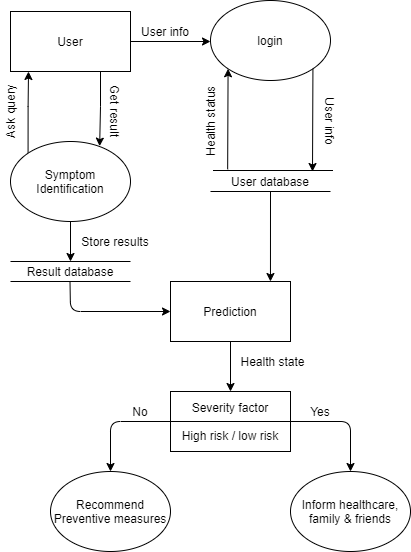 User
User info
login
Ask query
Get result
Health status
User info
Symptom
Identification
User database
Store results
Result database
Prediction
Health state
No
Severity factor
Yes
High risk / low risk
Recommend
Preventive measures
Inform healthcare,
family & friends